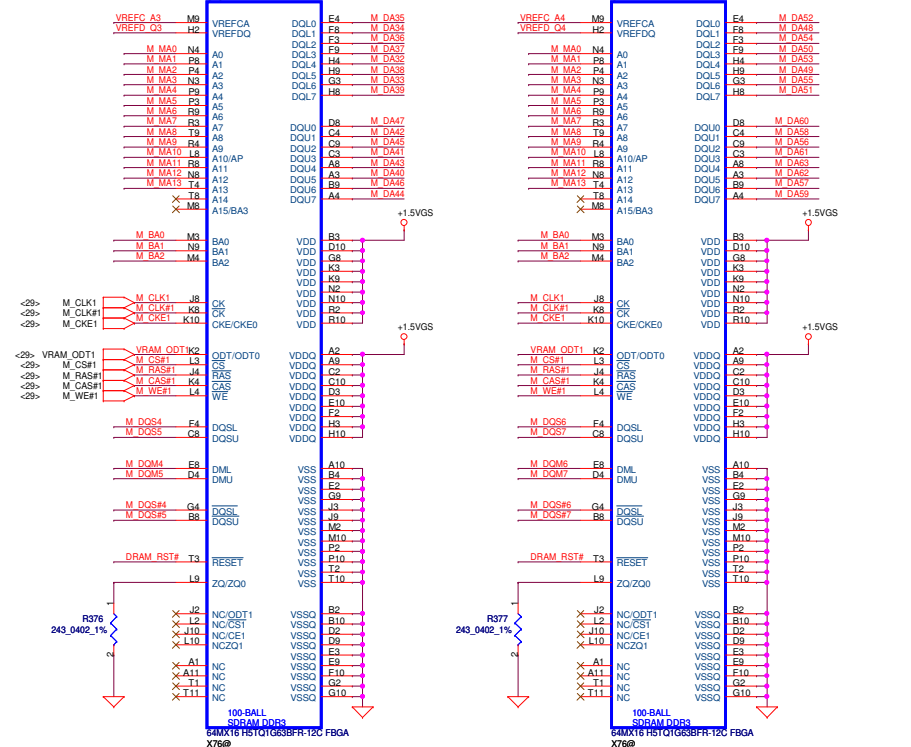 VREFC_A3 M9 VREFCA DQL0 E4 M_DA35
VREFD_Q3 H2 VREFDQ DQL1 F8 M_DA34
DQL2 F3 M_DA36
M_MA0 N4 A0 DQL3 F9 M_DA37
M_MA1 P8 A1 DQL4 H4 M_DA32
M_MA2 P4 A2 DQL5 H9 M_DA38
M_MA3 N3 A3 DQL6 G3 M_DA33
M_MA4 P9 A4 DQL7 H8 M_DA39
M_MA5 P3 A5
M_MA6 R9 A6
M_MA7 R3 A7 DQU0 D8 M_DA47
M_MA8 T9 A8 DQU1 C4 M_DA42
M_MA9 R4 A9 DQU2 C9 M_DA45
M_MA10 L8 A10/AP DQU3 C3 M_DA41
M_MA11 R8 A11 DQU4 A8 M_DA43
M_MA12 N8 A12 DQU5 A3 M_DA40
M_MA13 T4 A13 DQU6 B9 M_DA46
T8 A14 DQU7 A4 M_DA44
M8 A15/BA3
+1.5VGS
M_BA0 M3 BA0 VDD B3
M_BA1 N9 BA1 VDD D10
M_BA2 M4 BA2 VDD G8
VDD K3
VDD K9
VDD N2
<29> M_CLK1 M_CLK1 J8 CK VDD N10
<29> M_CLK#1 M_CLK#1 K8 CK VDD R2
<29> M_CKE1 M_CKE1 K10 CKE/CKE0 VDD R10
+1.5VGS
<29> VRAM_ODT1 VRAM_ODT1 K2 ODT/ODT0 VDDQ A2
<29> M_CS#1 M_CS#1 L3 CS VDDQ A9
<29> M_RAS#1 M_RAS#1 J4 RAS VDDQ C2
<29> M_CAS#1 M_CAS#1 K4 CAS VDDQ C10
<29> M_WE#1 M_WE#1 L4 WE VDDQ D3
VDDQ E10
VDDQ F2
M_DQS4 F4 DQSL VDDQ H3
M_DQS5 C8 DQSU VDDQ H10
M_DQM4 E8 DML VSS A10
M_DQM5 D4 DMU VSS B4
VSS E2
VSS G9
M_DQS#4 G4 DQSL VSS J3
M_DQS#5 B8 DQSU VSS J9
VSS M2
VSS M10
VSS P2
DRAM_RST# T3 RESET VSS P10
VSS T2
L9 ZQ/ZQ0 VSS T10
1
R376
243_0402_1%
2
J2 NC/ODT1 VSSQ B2
L2 NC/CS1 VSSQ B10
J10 NC/CE1 VSSQ D2
L10 NCZQ1 VSSQ D9
VSSQ E3
A1 NC VSSQ E9
A11 NC VSSQ F10
T1 NC VSSQ G2
T11 NC VSSQ G10
100-BALL
SDRAM DDR3
64MX16 H5TQ1G63BFR-12C FBGA
X76@
VREFC_A4 M9 VREFCA DQL0 E4 M_DA52
VREFD_Q4 H2 VREFDQ DQL1 F8 M_DA48
DQL2 F3 M_DA54
M_MA0 N4 A0 DQL3 F9 M_DA50
M_MA1 P8 A1 DQL4 H4 M_DA53
M_MA2 P4 A2 DQL5 H9 M_DA49
M_MA3 N3 A3 DQL6 G3 M_DA55
M_MA4 P9 A4 DQL7 H8 M_DA51
M_MA5 P3 A5
M_MA6 R9 A6
M_MA7 R3 A7 DQU0 D8 M_DA60
M_MA8 T9 A8 DQU1 C4 M_DA58
M_MA9 R4 A9 DQU2 C9 M_DA56
M_MA10 L8 A10/AP DQU3 C3 M_DA61
M_MA11 R8 A11 DQU4 A8 M_DA63
M_MA12 N8 A12 DQU5 A3 M_DA62
M_MA13 T4 A13 DQU6 B9 M_DA57
T8 A14 DQU7 A4 M_DA59
M8 A15/BA3
+1.5VGS
M_BA0 M3 BA0 VDD B3
M_BA1 N9 BA1 VDD D10
M_BA2 M4 BA2 VDD G8
VDD K3
VDD K9
VDD N2
M_CLK1 J8 CK VDD N10
M_CLK#1 K8 CK VDD R2
M_CKE1 K10 CKE/CKE0 VDD R10
+1.5VGS
VRAM_ODT1 K2 ODT/ODT0 VDDQ A2
M_CS#1 L3 CS VDDQ A9
M_RAS#1 J4 RAS VDDQ C2
M_CAS#1 K4 CAS VDDQ C10
M_WE#1 L4 WE VDDQ D3
VDDQ E10
VDDQ F2
M_DQS6 F4 DQSL VDDQ H3
M_DQS7 C8 DQSU VDDQ H10
M_DQM6 E8 DML VSS A10
M_DQM7 D4 DMU VSS B4
VSS E2
VSS G9
M_DQS#6 G4 DQSL VSS J3
M_DQS#7 B8 DQSU VSS J9
VSS M2
VSS M10
VSS P2
DRAM_RST# T3 RESET VSS P10
VSS T2
L9 ZQ/ZQ0 VSS T10
1
R377
243_0402_1%
2
J2 NC/ODT1 VSSQ B2
L2 NC/CS1 VSSQ B10
J10 NC/CE1 VSSQ D2
L10 NCZQ1 VSSQ D9
VSSQ E3
A1 NC VSSQ E9
A11 NC VSSQ F10
T1 NC VSSQ G2
T11 NC VSSQ G10
100-BALL
SDRAM DDR3
64MX16 H5TQ1G63BFR-12C FBGA
X76@